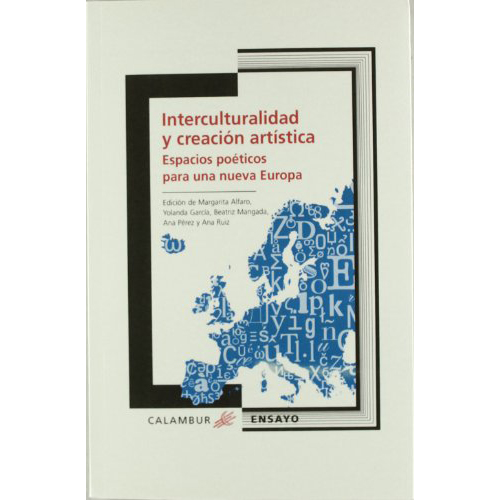 Interculturalidad
y creación artística
Espacios poéticos
para una nueva Europa
Edición de Margarita Alfaro,
Yolanda García, Beatriz Mangada,
Ana Pérez y Ana Ruiz
CALAMBUR ENSAYO